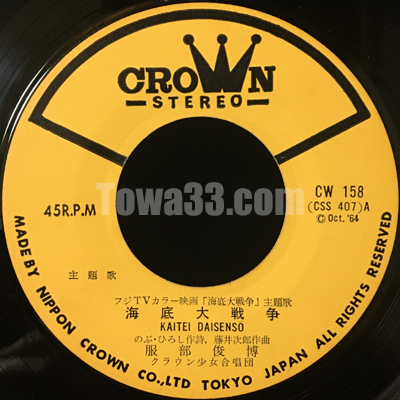 CROWN
STEREO
Towa33.com
45R.P.M
CW 158
(CSS 407)A
© Oct. '64
主題歌
フジTVカラー映画「海底大戦争」主題歌
海底大戦争
KAITEI DAISENSŌ
のぶ・ひろし作詩、藤井次郎作曲
服部俊博
クラウン少女合唱団
MADE BY NIPPON CROWN CO.,LTD TOKYO JAPAN ALL RIGHTS RESERVED